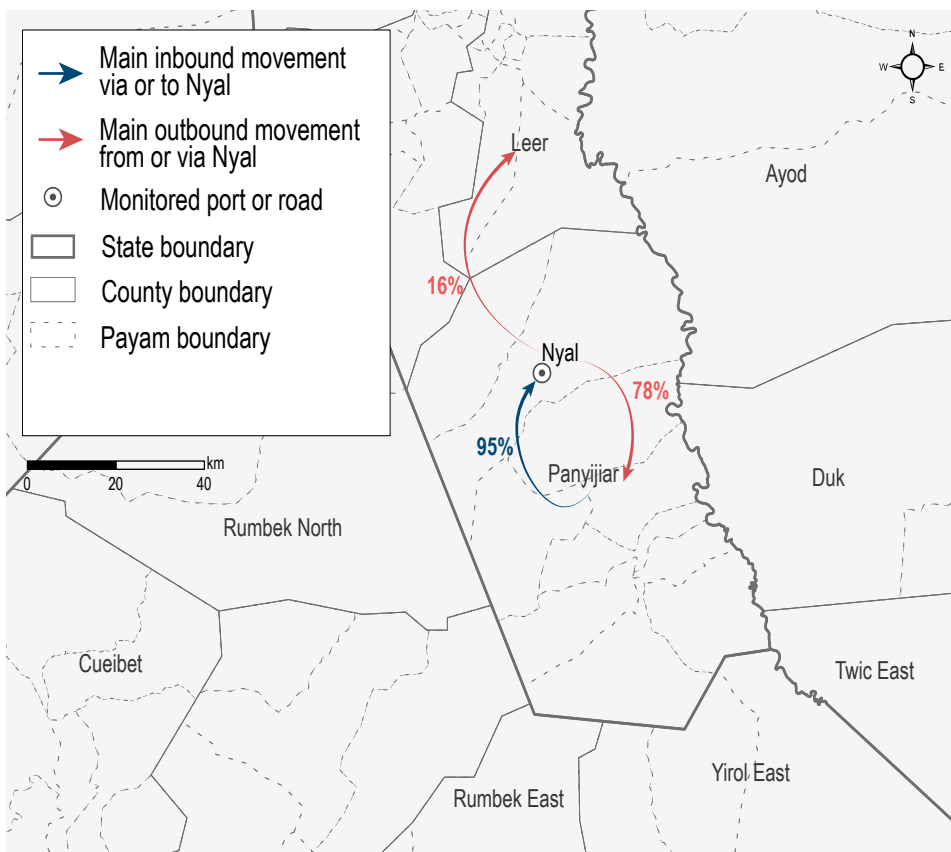 Main inbound movement
via or to Nyal
Main outbound movement
from or via Nyal
Monitored port or road
State boundary
County boundary
Payam boundary
N
W
E
S
Leer
Ayod
16%
Nyal
78%
95%
Panyijiar
km
0
20
40
Duk
Rumbek North
Cueibet
Twic East
Yirol East
Rumbek East